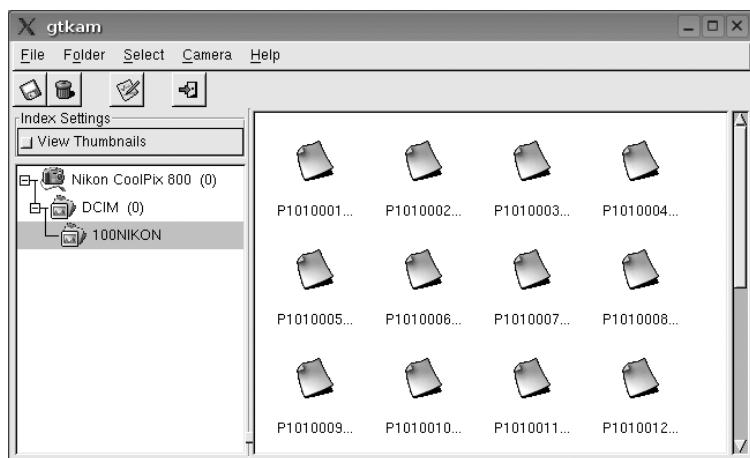 gtkam
File Folder Select Camera Help
Index Settings
View Thumbnails
Nikon CoolPix 800 (0)
DCIM (0)
100NIKON
P1010001... P1010002... P1010003... P1010004...
P1010005... P1010006... P1010007... P1010008...
P1010009... P1010010... P1010011... P1010012...